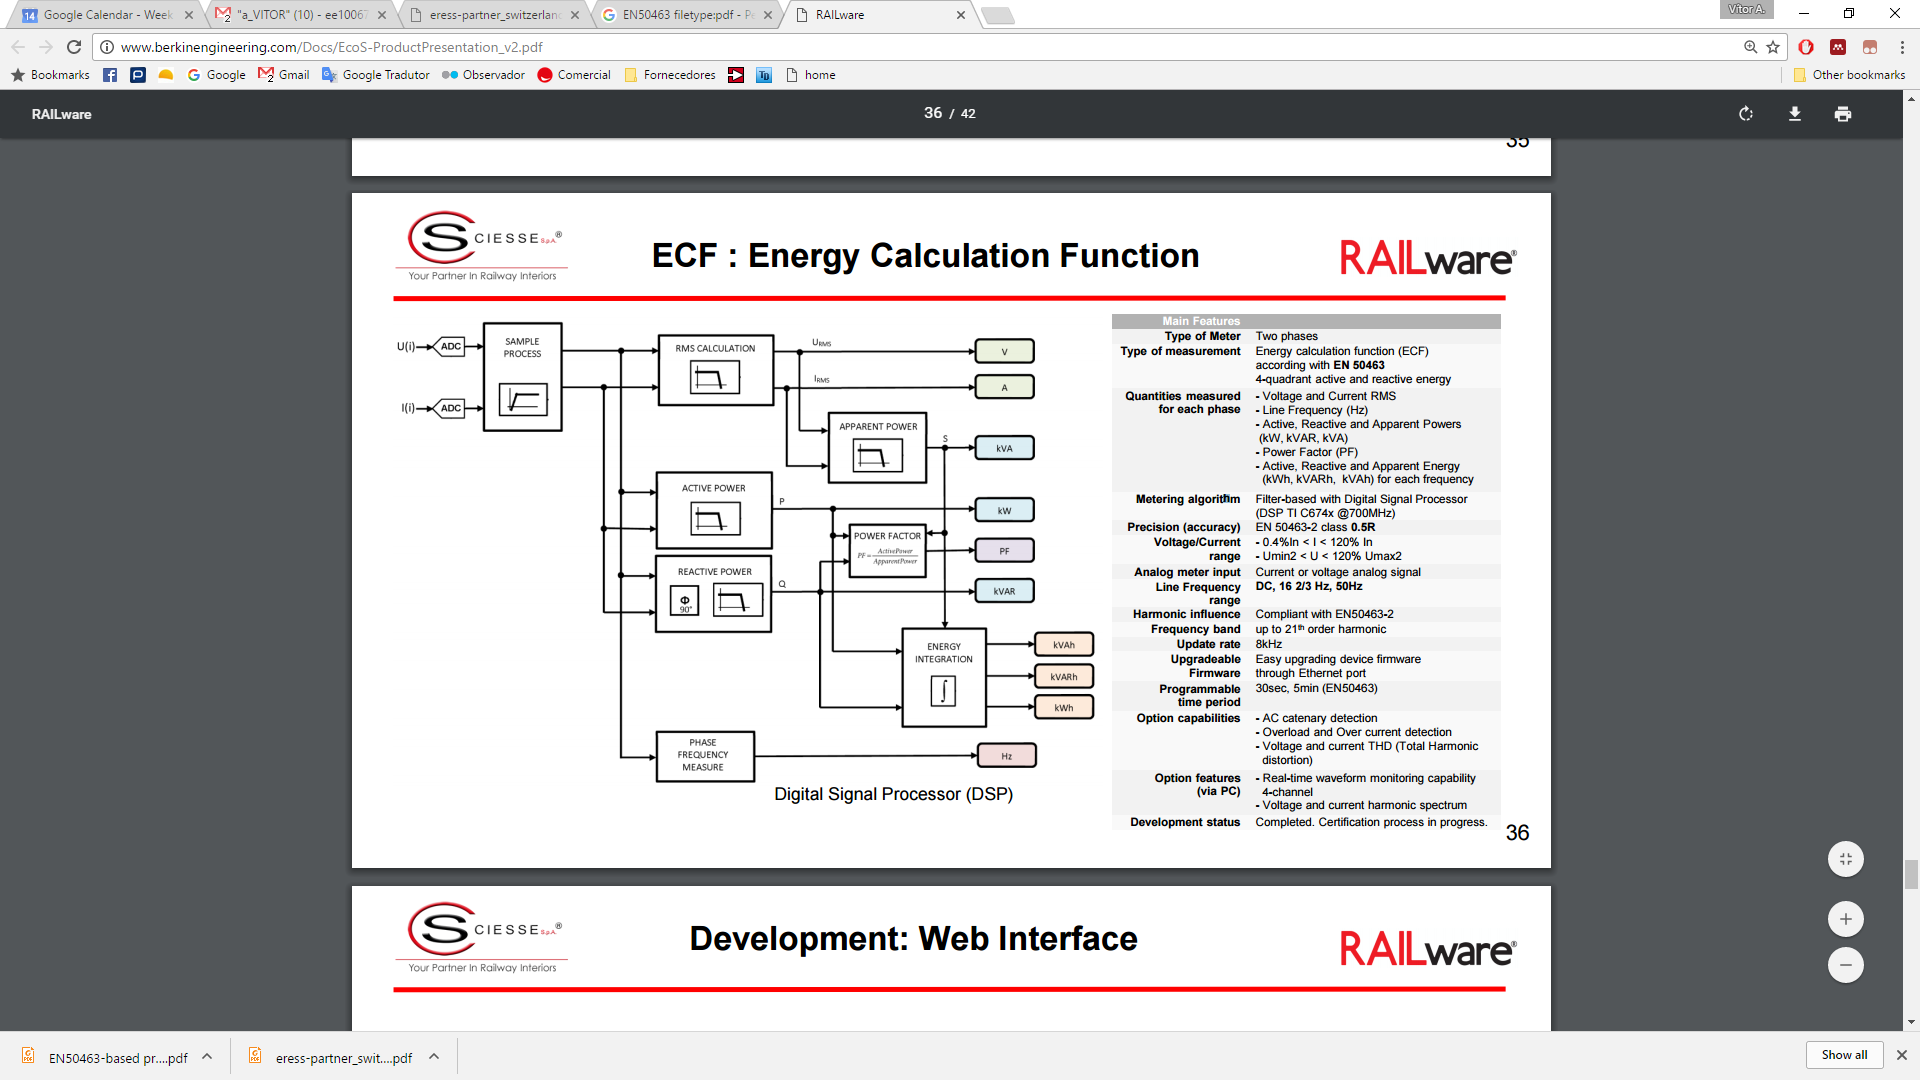 14 Google Calendar - Week
"a_VITOR" (10) - ee10067
eress-partner_switzerlan
EN50463 filetype:pdf - P
RAILware
Vitor A.
www.berkinengineering.com/Docs/EcoS-ProductPresentation_v2.pdf
Bookmarks Google Gmail Google Tradutor Observador Comercial Fornecedores home Other bookmarks
RAILware 36 / 42
35
SCIESSE S.p.A.®
Your Partner In Railway Interiors
ECF : Energy Calculation Function
RAILware®
U(i) ADC
I(i) ADC
SAMPLE
PROCESS
RMS CALCULATION
URMS
V
IRMS
A
APPARENT POWER
S
kVA
ACTIVE POWER
P
kW
POWER FACTOR
PF = ActivePower
ApparentPower
PF
REACTIVE POWER
Φ
90°
Q
kVAR
ENERGY
INTEGRATION
∫
kVAh
kVARh
kWh
PHASE
FREQUENCY
MEASURE
Hz
Digital Signal Processor (DSP)
Main Features
Type of Meter Two phases
Type of measurement Energy calculation function (ECF)
according with EN 50463
4-quadrant active and reactive energy
Quantities measured - Voltage and Current RMS
for each phase - Line Frequency (Hz)
- Active, Reactive and Apparent Powers
(kW, kVAR, kVA)
- Power Factor (PF)
- Active, Reactive and Apparent Energy
(kWh, kVARh, kVAh) for each frequency
Metering algorithm Filter-based with Digital Signal Processor
(DSP TI C674x @700MHz)
Precision (accuracy) EN 50463-2 class 0.5R
Voltage/Current - 0.4%In < I < 120% In
range - Umin2 < U < 120% Umax2
Analog meter input Current or voltage analog signal
Line Frequency DC, 16 2/3 Hz, 50Hz
range
Harmonic influence Compliant with EN50463-2
Frequency band up to 21th order harmonic
Update rate 8kHz
Upgradeable Easy upgrading device firmware
Firmware through Ethernet port
Programmable 30sec, 5min (EN50463)
time period
Option capabilities - AC catenary detection
- Overload and Over current detection
- Voltage and current THD (Total Harmonic
distortion)
Option features - Real-time waveform monitoring capability
(via PC) 4-channel
- Voltage and current harmonic spectrum
Development status Completed. Certification process in progress.
36
SCIESSE S.p.A.®
Your Partner In Railway Interiors
Development: Web Interface
RAILware®
EN50463-based pr....pdf
eress-partner_swit....pdf
Show all